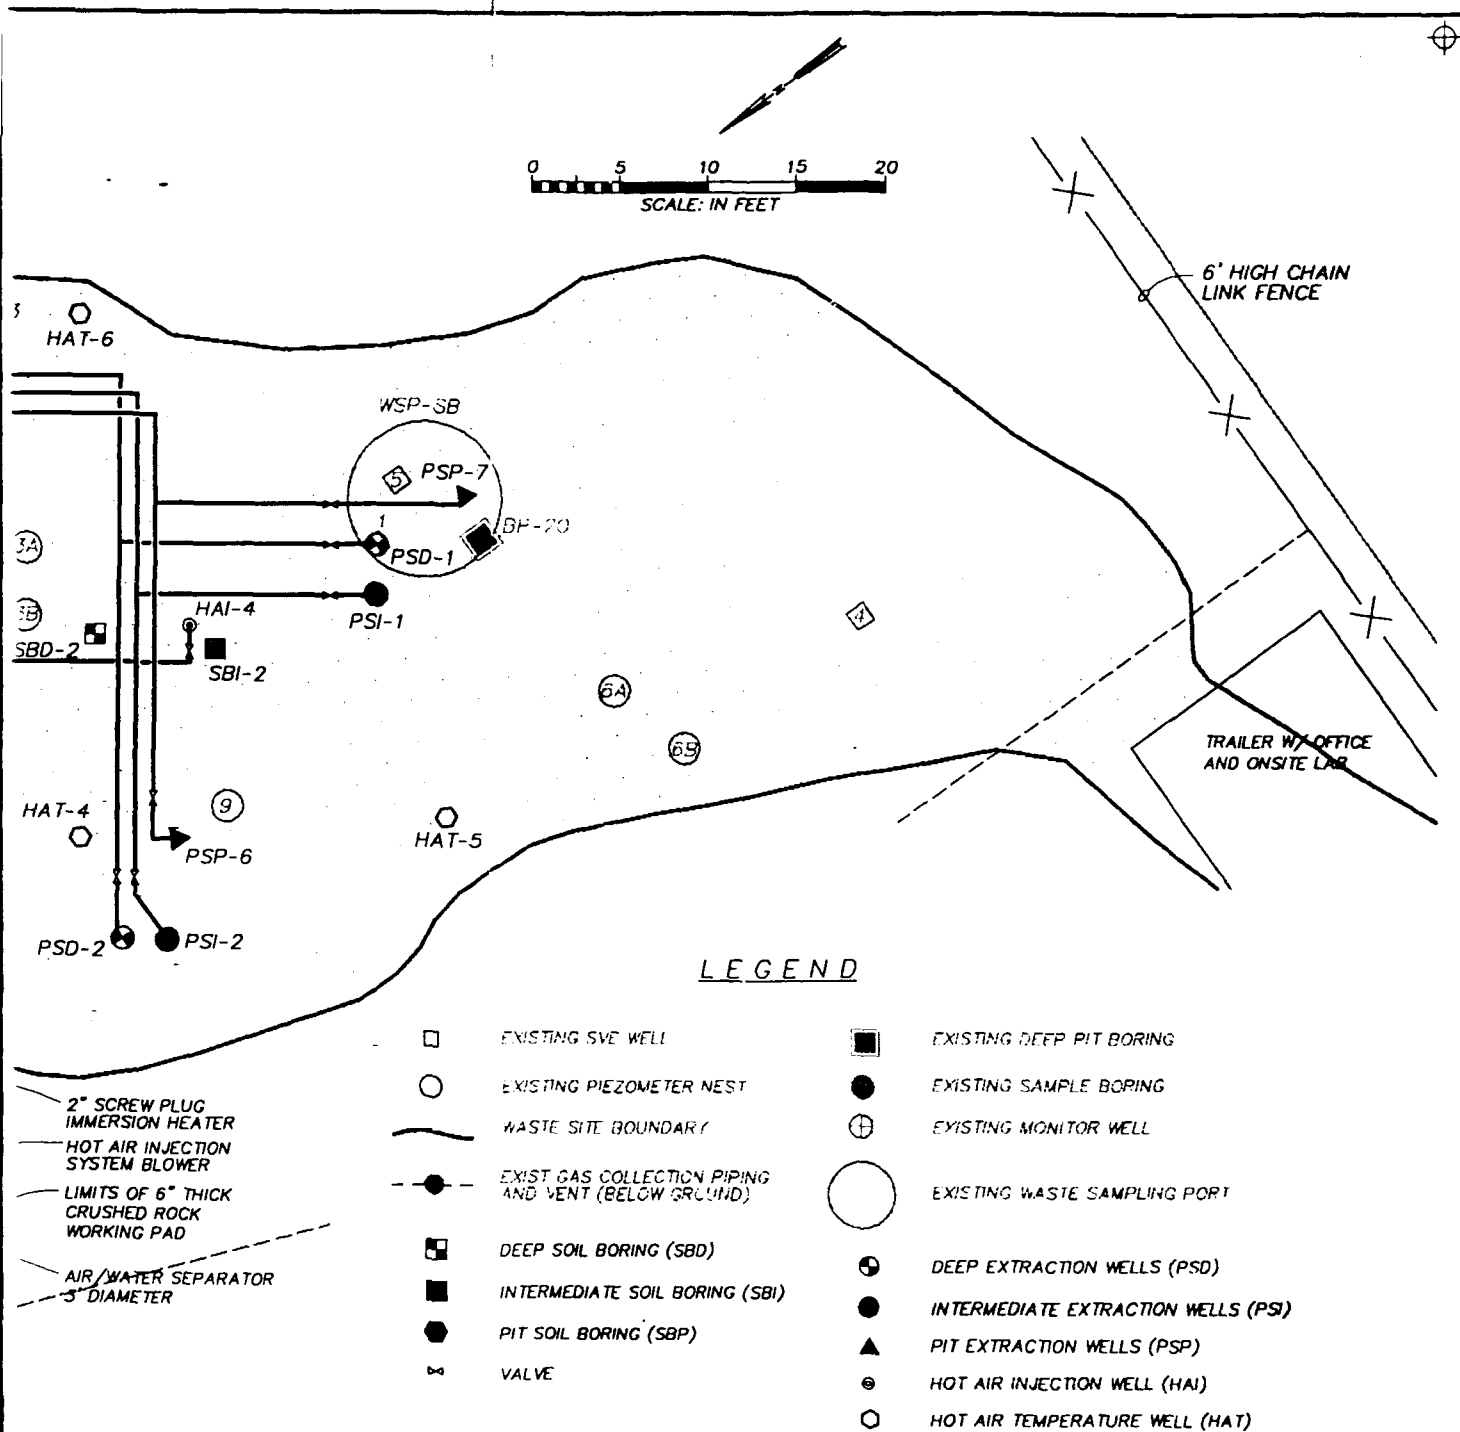 0 5 10 15 20
SCALE: IN FEET
6' HIGH CHAIN
LINK FENCE
3
HAT-6
WSP-SB
5
PSP-7
BP-20
1
PSD-1
3A
HAI-4
PSI-1
3B
SBD-2
SBI-2
4
6A
6B
TRAILER W/ OFFICE
AND ONSITE LAB
HAT-4
9
HAT-5
PSP-6
PSD-2
PSI-2
LEGEND
EXISTING SVE WELL
EXISTING PIEZOMETER NEST
WASTE SITE BOUNDARY
EXIST GAS COLLECTION PIPING
AND VENT (BELOW GROUND)
DEEP SOIL BORING (SBD)
INTERMEDIATE SOIL BORING (SBI)
PIT SOIL BORING (SBP)
VALVE
EXISTING DEEP PIT BORING
EXISTING SAMPLE BORING
EXISTING MONITOR WELL
EXISTING WASTE SAMPLING PORT
DEEP EXTRACTION WELLS (PSD)
INTERMEDIATE EXTRACTION WELLS (PSI)
PIT EXTRACTION WELLS (PSP)
HOT AIR INJECTION WELL (HAI)
HOT AIR TEMPERATURE WELL (HAT)
2" SCREW PLUG
IMMERSION HEATER
HOT AIR INJECTION
SYSTEM BLOWER
LIMITS OF 6" THICK
CRUSHED ROCK
WORKING PAD
AIR/WATER SEPARATOR
3' DIAMETER